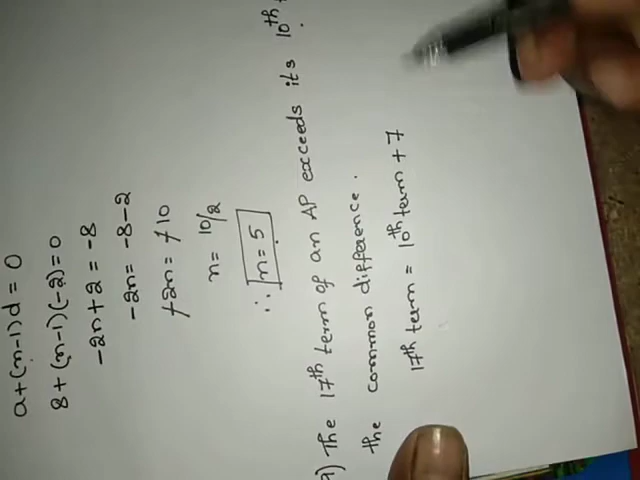 a+(n-1)d = 0
8+(n-1)(-2)=0
-2n+2 = -8
-2n= -8-2
+2n = +10
n= 10/2
∴ n= 5
9) The 17th term of an AP exceeds its 10th
the common difference.
17th term = 10th term + 7